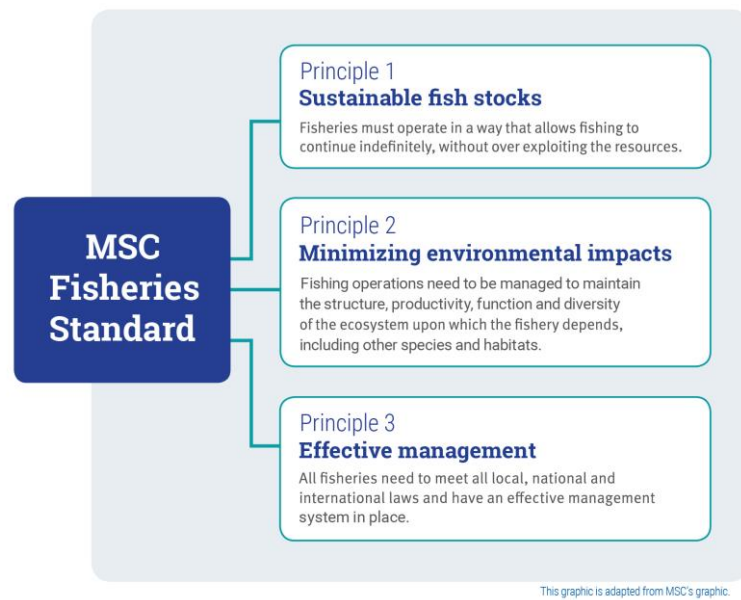 MSC
Fisheries
Standard
Principle 1
Sustainable fish stocks
Fisheries must operate in a way that allows fishing to
continue indefinitely, without over exploiting the resources.
Principle 2
Minimizing environmental impacts
Fishing operations need to be managed to maintain
the structure, productivity, function and diversity
of the ecosystem upon which the fishery depends,
including other species and habitats.
Principle 3
Effective management
All fisheries need to meet all local, national and
international laws and have an effective management
system in place.
This graphic is adapted from MSC's graphic.